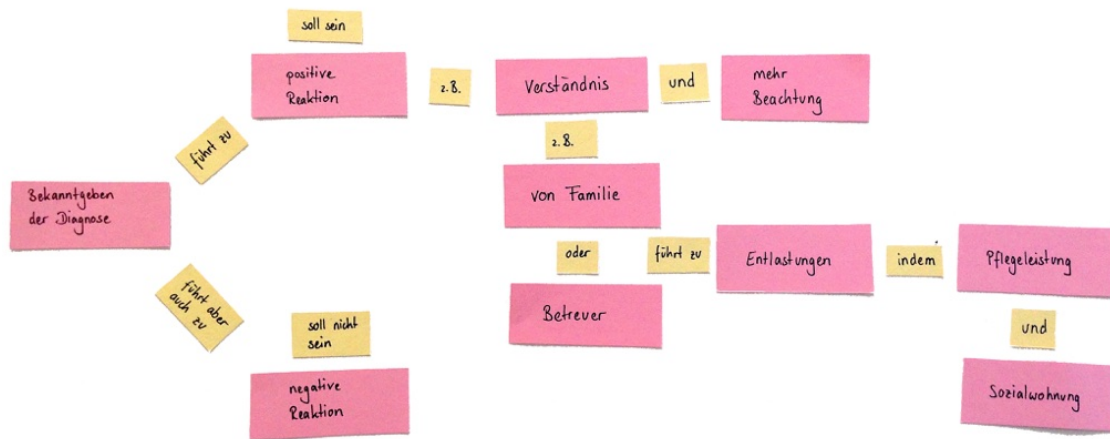 soll sein
positive
Reaktion
z.B.
Verständnis
und
mehr
Beachtung
führt zu
z.B.
Bekanntgeben
der Diagnose
von Familie
oder
führt zu
Entlastungen
indem
Pflegeleistung
Betreuer
und
führt aber
auch zu
soll nicht
sein
negative
Reaktion
Sozialwohnung